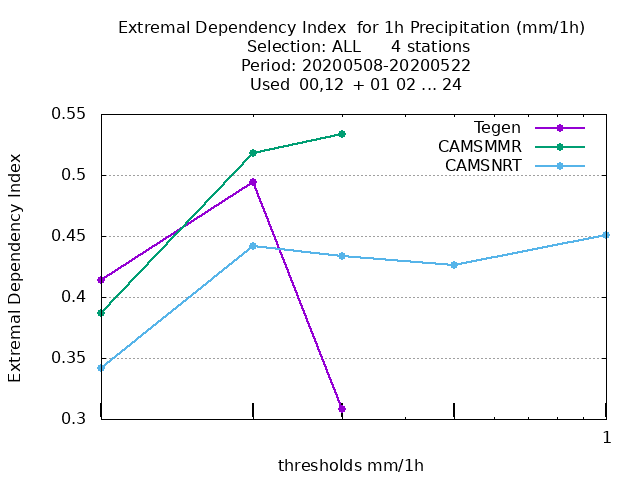 Extremal Dependency Index  for 1h Precipitation (mm/1h)
Selection: ALL      4 stations
Period: 20200508-20200522
Used  00,12  + 01 02 ... 24
Extremal Dependency Index
0.55
0.5
0.45
0.4
0.35
0.3
Tegen
CAMSMMR
CAMSNRT
1
thresholds mm/1h